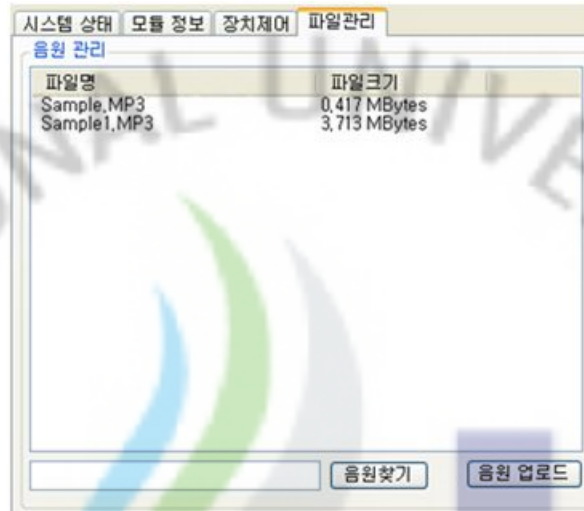 시스템 상태 모듈 정보 장치제어 파일관리
음원 관리
파일명 파일크기
Sample.MP3 0.417 MBytes
Sample1.MP3 3.713 MBytes
음원찾기 음원 업로드